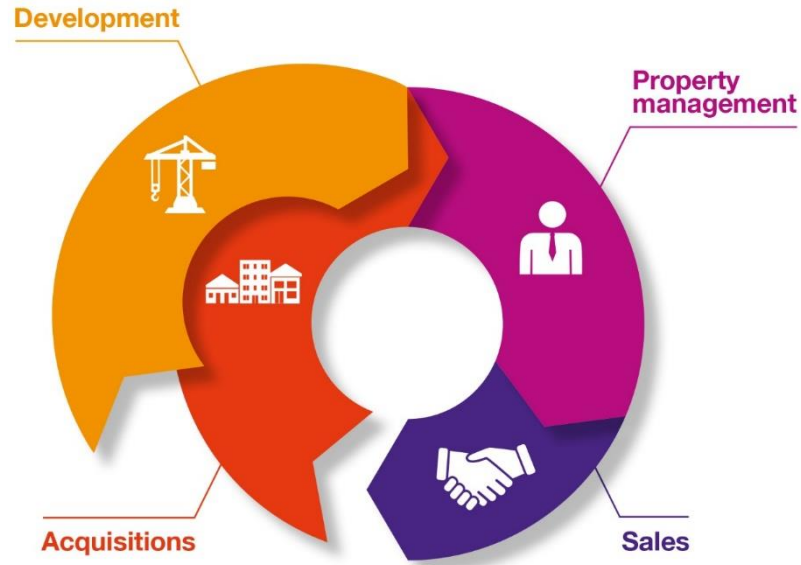 Development
Property
management
Acquisitions
Sales